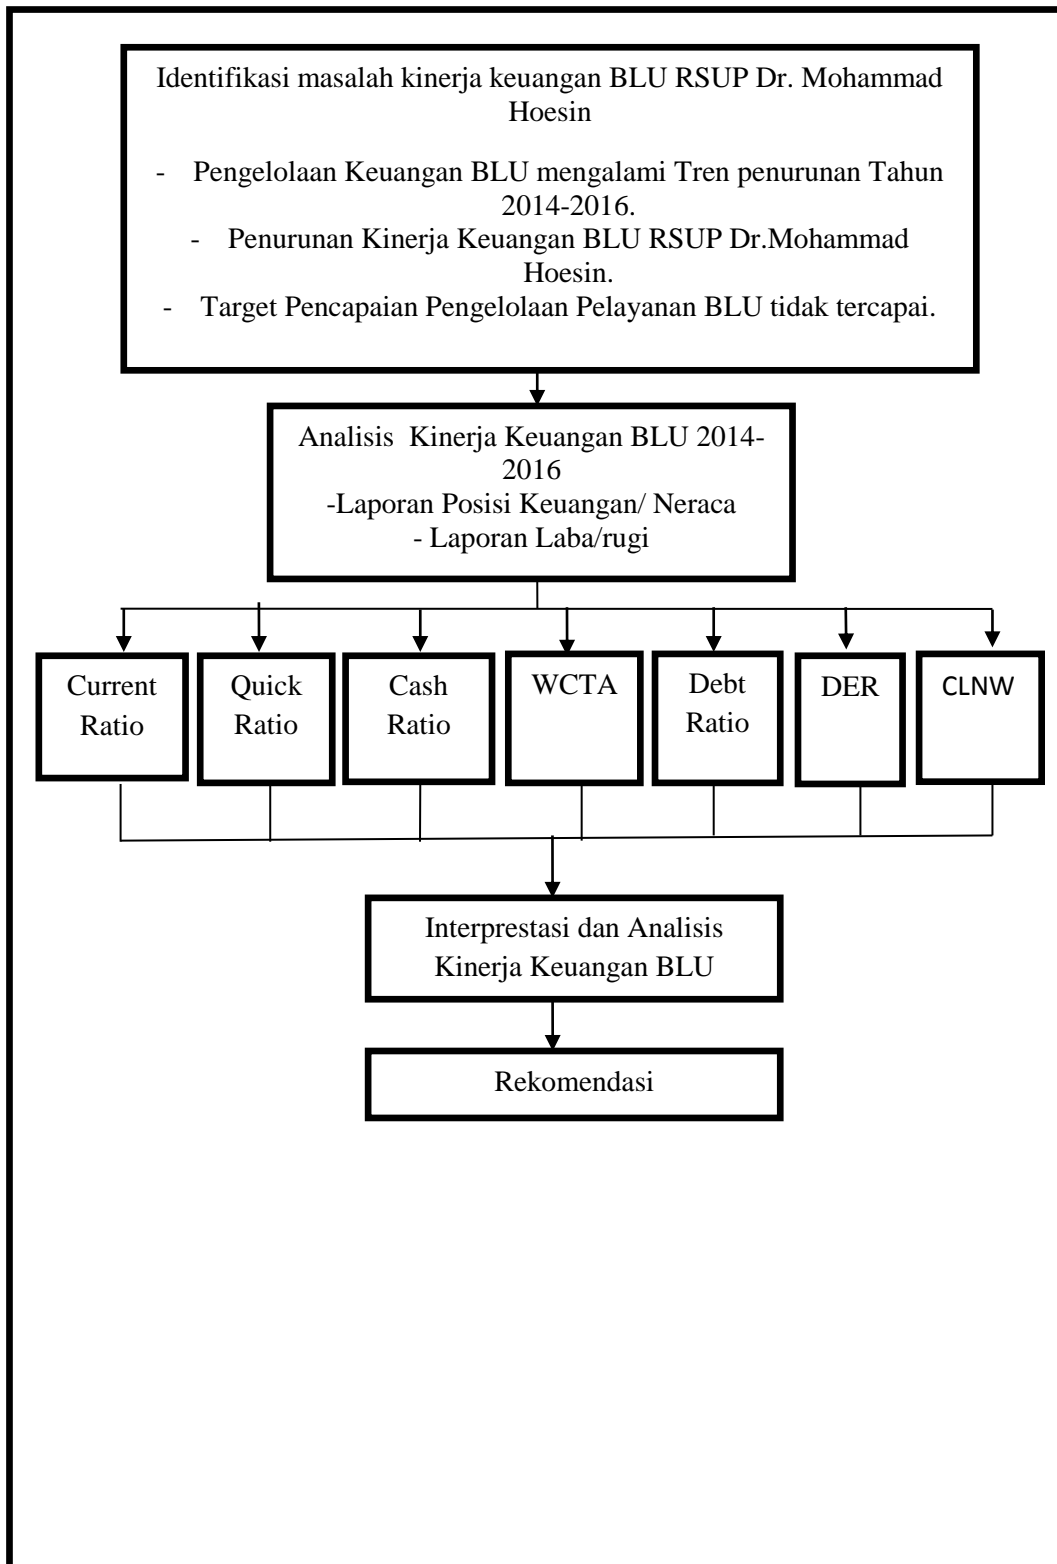 Identifikasi masalah kinerja keuangan BLU RSUP Dr. Mohammad
Hoesin
- Pengelolaan Keuangan BLU mengalami Tren penurunan Tahun
2014-2016.
- Penurunan Kinerja Keuangan BLU RSUP Dr.Mohammad
Hoesin.
- Target Pencapaian Pengelolaan Pelayanan BLU tidak tercapai.
Analisis Kinerja Keuangan BLU 2014-
2016
-Laporan Posisi Keuangan/ Neraca
- Laporan Laba/rugi
Current
Ratio
Quick
Ratio
Cash
Ratio
WCTA
Debt
Ratio
DER
CLNW
Interprestasi dan Analisis
Kinerja Keuangan BLU
Rekomendasi